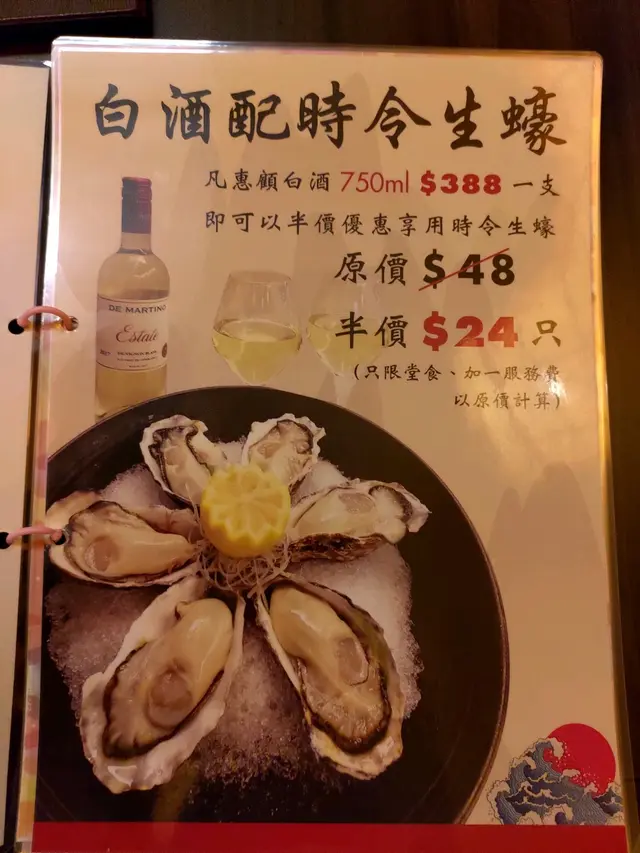 白酒配時令生蠔
凡惠顧白酒 750ml $388 一支
即可以半價優惠享用時令生蠔
原價 $48
半價 $24 只
(只限堂食、加一服務費
以原價計算)
DE MARTINO
Estate
SAUVIGNON BLANC